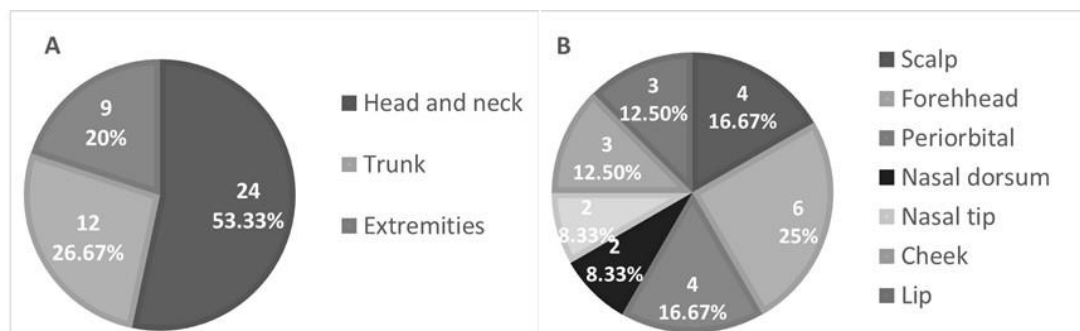 A
24
53.33%
12
26.67%
9
20%
Head and neck
Trunk
Extremities
B
4
16.67%
6
25%
4
16.67%
2
8.33%
2
8.33%
3
12.50%
3
12.50%
Scalp
Forehhead
Periorbital
Nasal dorsum
Nasal tip
Cheek
Lip